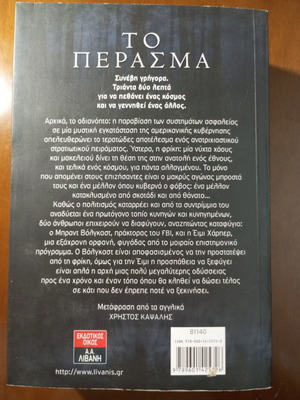 ΤΟ
ΠΕΡΑΣΜΑ
Συνέβη γρήγορα.
Τριάντα δύο λεπτά
για να πεθάνει ένας κόσμος
και να γεννηθεί ένας άλλος.
Αρχικά, το αδιανόητο: η παραβίαση των συστημάτων ασφαλείας
σε μία μυστική εγκατάσταση της αμερικανικής κυβέρνησης
απελευθερώνει το τερατώδες αποτέλεσμα ενός ανατριχιαστικού
στρατιωτικού πειράματος. Ύστερα, η φρίκη: μία νύχτα χάους
και μακελειού δίνει τη θέση της στην ανατολή ενός έθνους,
και τελικά ενός κόσμου, για πάντα αλλαγμένου. Το μόνο
που απομένει στους επιζήσαντες είναι ο μακρύς αγώνας μπροστά
τους και ένα μέλλον όπου κυβερνά ο φόβος: ένα μέλλον
κατακλυσμένο από σκοτάδι και από θάνατο...
Καθώς ο πολιτισμός καταρρέει και από τα συντρίμμια του
αναδύεται ένα πρωτόγονο τοπίο κυνηγών και κυνηγημένων,
δύο άνθρωποι επιχειρούν να διαφύγουν, αναζητώντας καταφύγιο:
ο Μπραντ Βόλγκαστ, πράκτορας του FBI, και η Έιμι Χάρπερ,
μια εξάχρονη ορφανή, φυγάδας από το μοιραίο επιστημονικό
πρόγραμμα. Ο Βόλγκαστ είναι αποφασισμένος να την προστατέψει
από τη φρίκη, όμως για την Έιμι η προσπάθεια να ξεφύγει
είναι απλά η αρχή μιας πολύ μεγαλύτερης οδύσσειας
προς ένα χρόνο και έναν τόπο όπου θα κληθεί να δώσει τέλος
σε κάτι που δεν έπρεπε ποτέ να ξεκινήσει.
Μετάφραση από τα αγγλικά
ΧΡΗΣΤΟΣ ΚΑΨΑΛΗΣ
ΕΚΔΟΤΙΚΟΣ
ΟΙΚΟΣ
Α.Α.
ΛΙΒΑΝΗ
http://www.livanis.gr
81140